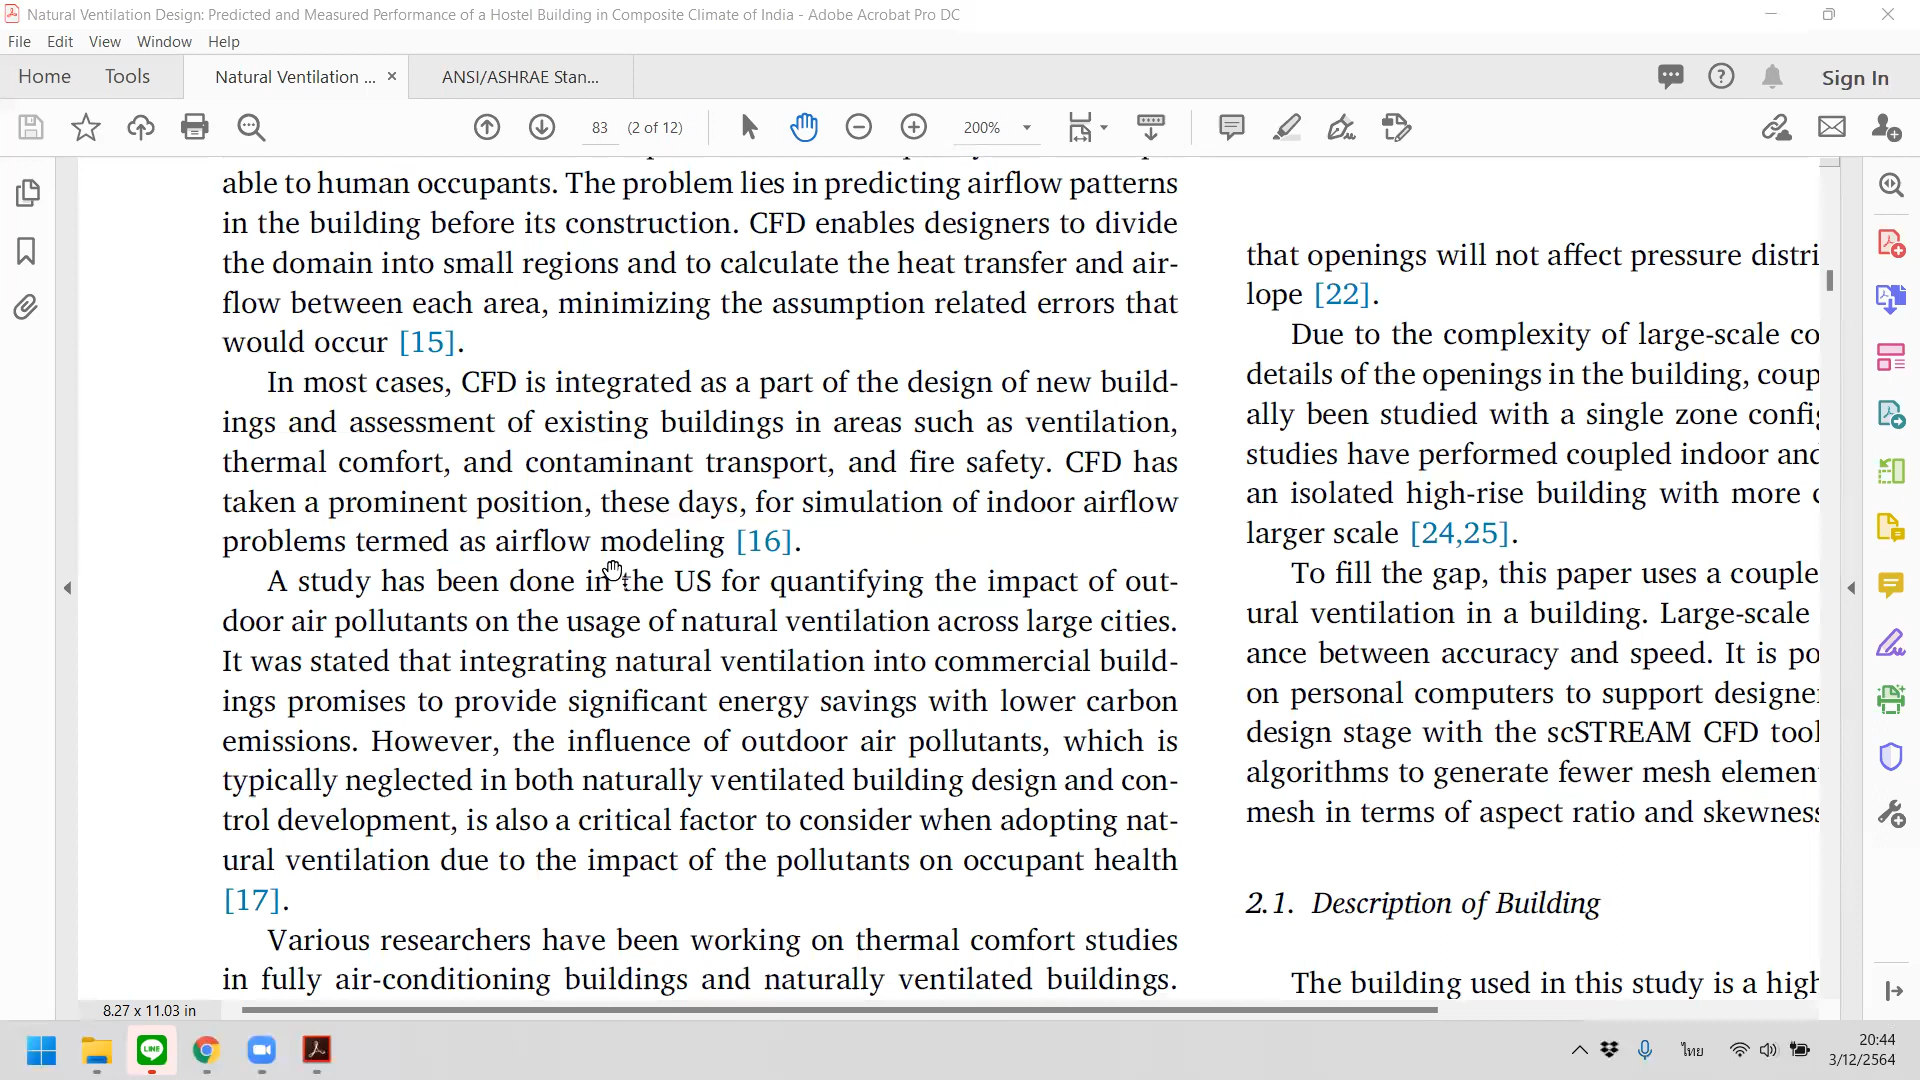 Natural Ventilation Design: Predicted and Measured Performance of a Hostel Building in Composite Climate of India - Adobe Acrobat Pro DC
File Edit View Window Help
Home Tools Natural Ventilation ... × ANSI/ASHRAE Stan... Sign In
83 (2 of 12) 200%
able to human occupants. The problem lies in predicting airflow patterns
in the building before its construction. CFD enables designers to divide
the domain into small regions and to calculate the heat transfer and air-
flow between each area, minimizing the assumption related errors that
would occur [15].
In most cases, CFD is integrated as a part of the design of new build-
ings and assessment of existing buildings in areas such as ventilation,
thermal comfort, and contaminant transport, and fire safety. CFD has
taken a prominent position, these days, for simulation of indoor airflow
problems termed as airflow modeling [16].
A study has been done in the US for quantifying the impact of out-
door air pollutants on the usage of natural ventilation across large cities.
It was stated that integrating natural ventilation into commercial build-
ings promises to provide significant energy savings with lower carbon
emissions. However, the influence of outdoor air pollutants, which is
typically neglected in both naturally ventilated building design and con-
trol development, is also a critical factor to consider when adopting nat-
ural ventilation due to the impact of the pollutants on occupant health
[17].
Various researchers have been working on thermal comfort studies
in fully air-conditioning buildings and naturally ventilated buildings.
that openings will not affect pressure distri
lope [22].
Due to the complexity of large-scale co
details of the openings in the building, coup
ally been studied with a single zone config
studies have performed coupled indoor and
an isolated high-rise building with more
larger scale [24,25].
To fill the gap, this paper uses a couple
ural ventilation in a building. Large-scale
ance between accuracy and speed. It is po
on personal computers to support designe
design stage with the scSTREAM CFD tool
algorithms to generate fewer mesh elemen
mesh in terms of aspect ratio and skewness
2.1. Description of Building
The building used in this study is a high
8.27 x 11.03 in
LINE
ไทย
20:44
3/12/2564